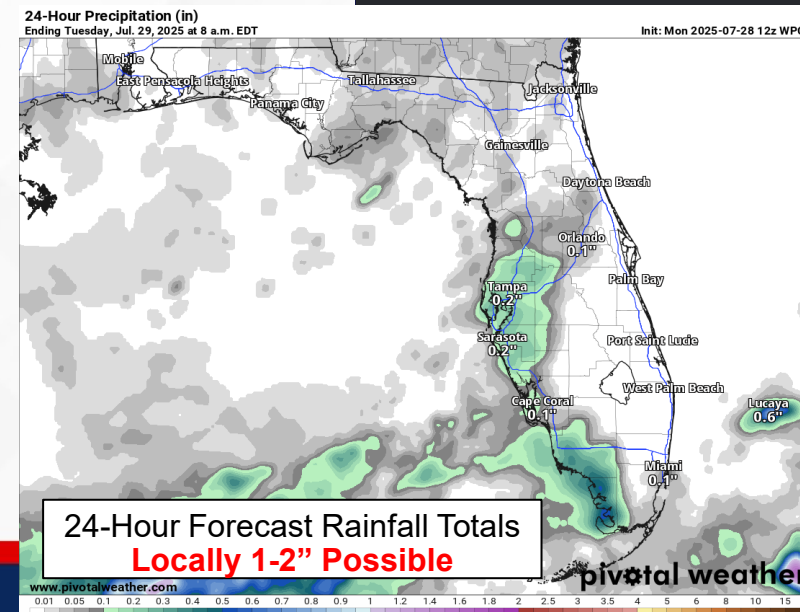 24-Hour Precipitation (in)
Ending Tuesday, Jul. 29, 2025 at 8 a.m. EDT
Init: Mon 2025-07-28 12z WPC
Mobile
East Pensacola Heights
Tallahassee
Jacksonville
Panama City
Gainesville
Daytona Beach
Orlando
0.1"
Palm Bay
Tampa
0.2"
Sarasota
0.2"
Port Saint Lucie
West Palm Beach
Cape Coral
0.1"
Lucaya
0.6"
Miami
0.1"
24-Hour Forecast Rainfall Totals
Locally 1-2” Possible
www.pivotalweather.com
pivotal weather
0.01 0.05 0.1 0.2 0.3 0.4 0.5 0.6 0.7 0.8 0.9 1 1.2 1.4 1.6 1.8 2 2.5 3 3.5 4 5 6 8 10 15